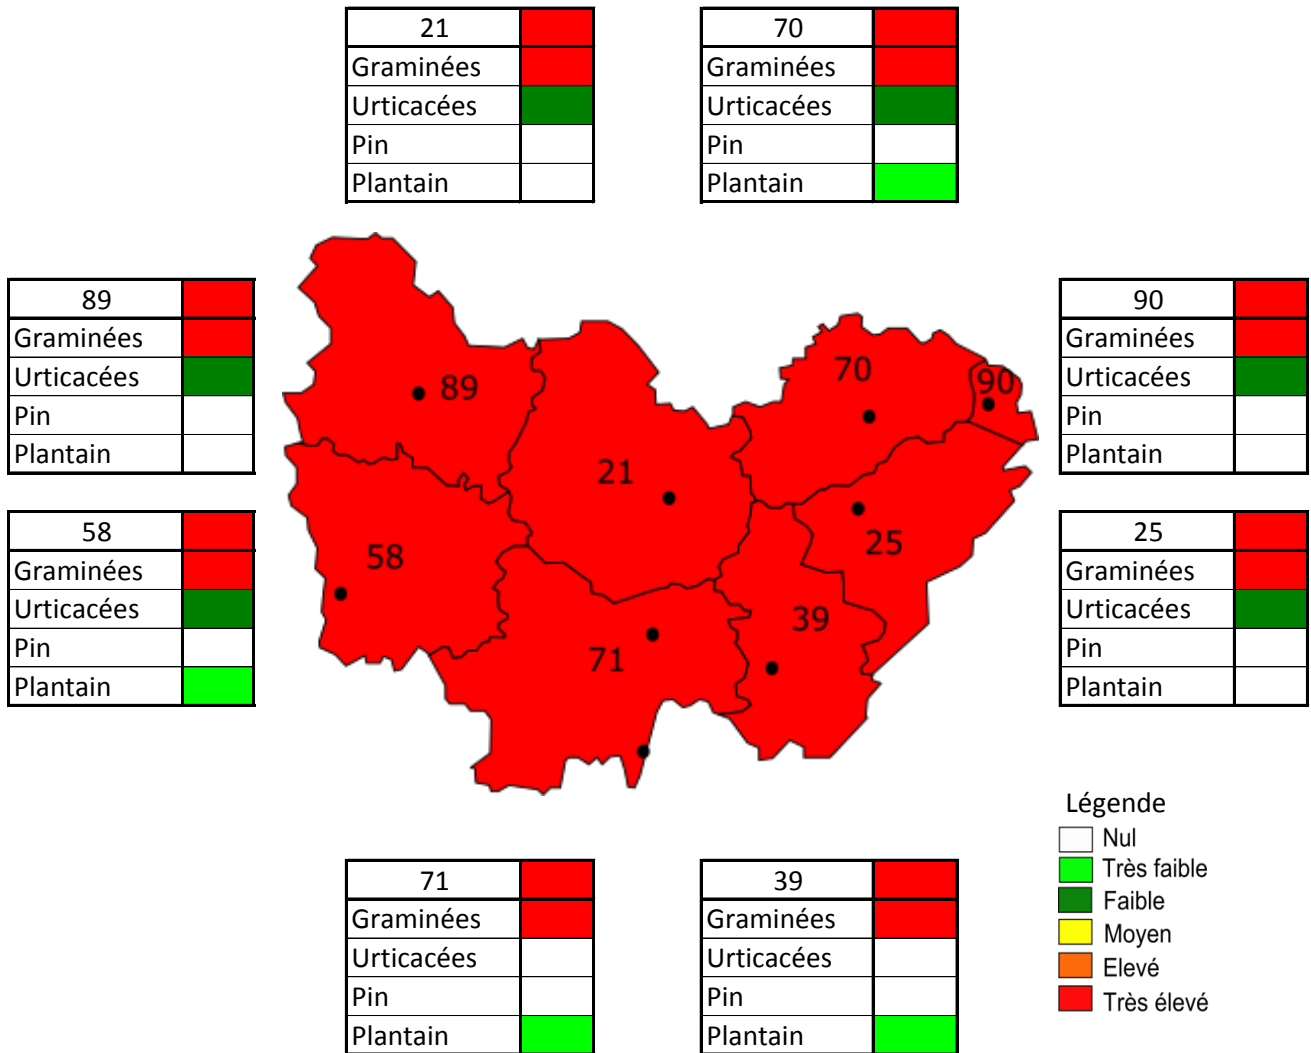 21
Graminées
Urticacées
Pin
Plantain
70
Graminées
Urticacées
Pin
Plantain
89
Graminées
Urticacées
Pin
Plantain
90
Graminées
Urticacées
Pin
Plantain
58
Graminées
Urticacées
Pin
Plantain
25
Graminées
Urticacées
Pin
Plantain
89
70
90
21
58
25
39
71
71
Graminées
Urticacées
Pin
Plantain
39
Graminées
Urticacées
Pin
Plantain
Légende
Nul
Très faible
Faible
Moyen
Elevé
Très élevé